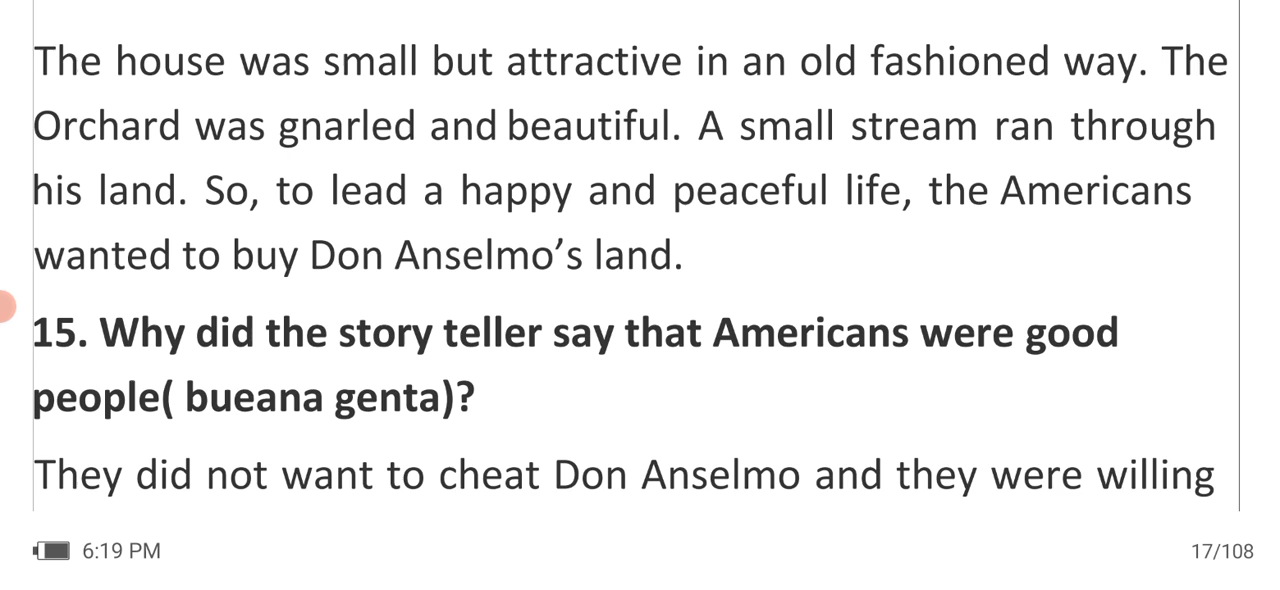 The house was small but attractive in an old fashioned way. The
Orchard was gnarled and beautiful. A small stream ran through
his land. So, to lead a happy and peaceful life, the Americans
wanted to buy Don Anselmo’s land.
15. Why did the story teller say that Americans were good
people( bueana genta)?
They did not want to cheat Don Anselmo and they were willing
6:19 PM
17/108